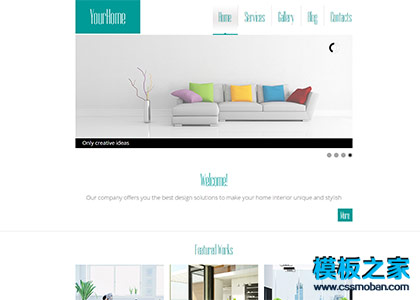 YourHome
Home Services Gallery Blog Contacts
Only creative ideas
Welcome!
Our company offers you the best design solutions to make your home interior unique and stylish
More
Featured Works
模板之家
www.cssmoban.com